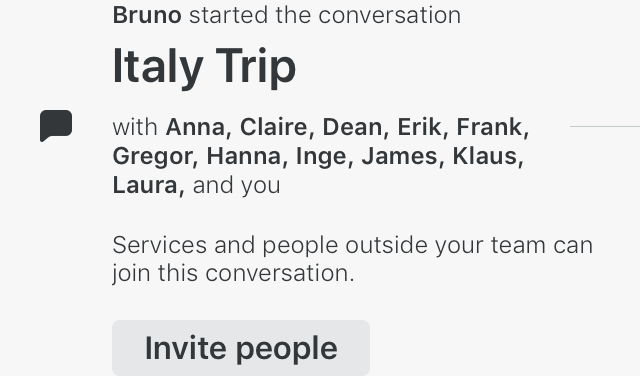 Bruno started the conversation
Italy Trip
with Anna, Claire, Dean, Erik, Frank,
Gregor, Hanna, Inge, James, Klaus,
Laura, and you
Services and people outside your team can
join this conversation.
Invite people